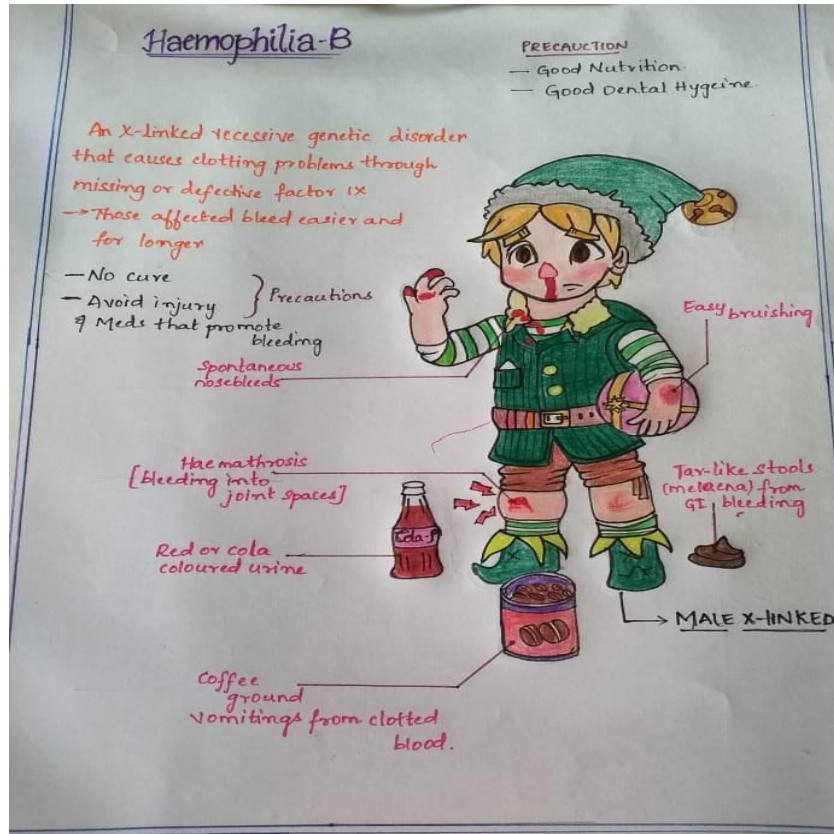 Haemophilia-B
PRECAUCTION
— Good Nutrition.
— Good Dental Hygeine.
An X-linked recessive genetic disorder
that causes clotting problems through
missing or defective factor IX
→ Those affected bleed easier and
for longer
— No cure
— Avoid injury
& Meds that promote
bleeding
} Precautions
Spontaneous
nosebleeds
Easy bruishing
Haemathrosis
[bleeding into
joint spaces]
Tar-like stools
(melaena) from
GI bleeding
Red or cola
coloured urine
→ MALE X-LINKED
Coffee
ground
vomitings from clotted
blood.